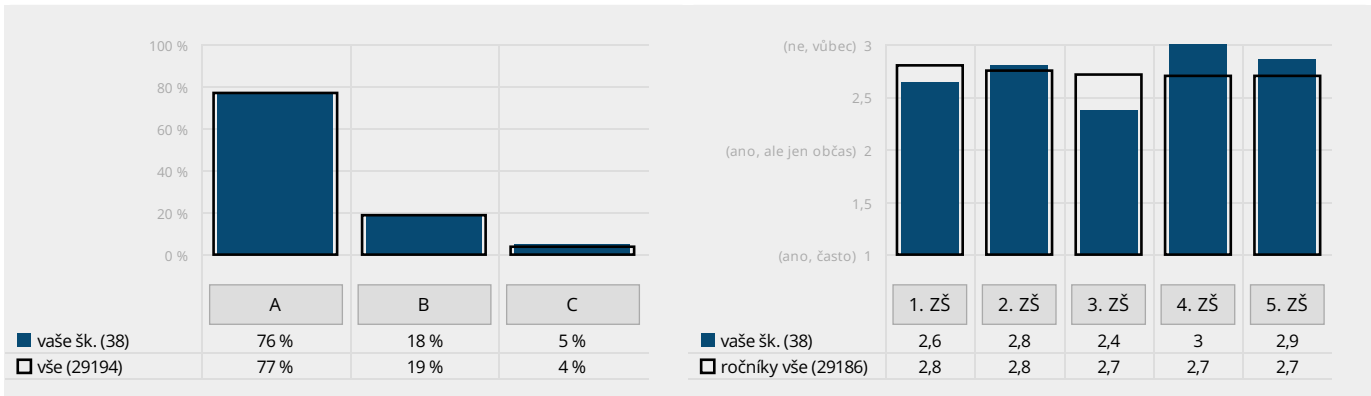 100 %
80 %
60 %
40 %
20 %
0 %
A B C
vaše šk. (38) 76 % 18 % 5 %
vše (29194) 77 % 19 % 4 %
(ne, vůbec) 3
2,5
(ano, ale jen občas) 2
1,5
(ano, často) 1
1. ZŠ 2. ZŠ 3. ZŠ 4. ZŠ 5. ZŠ
vaše šk. (38) 2,6 2,8 2,4 3 2,9
ročníky vše (29186) 2,8 2,8 2,7 2,7 2,7